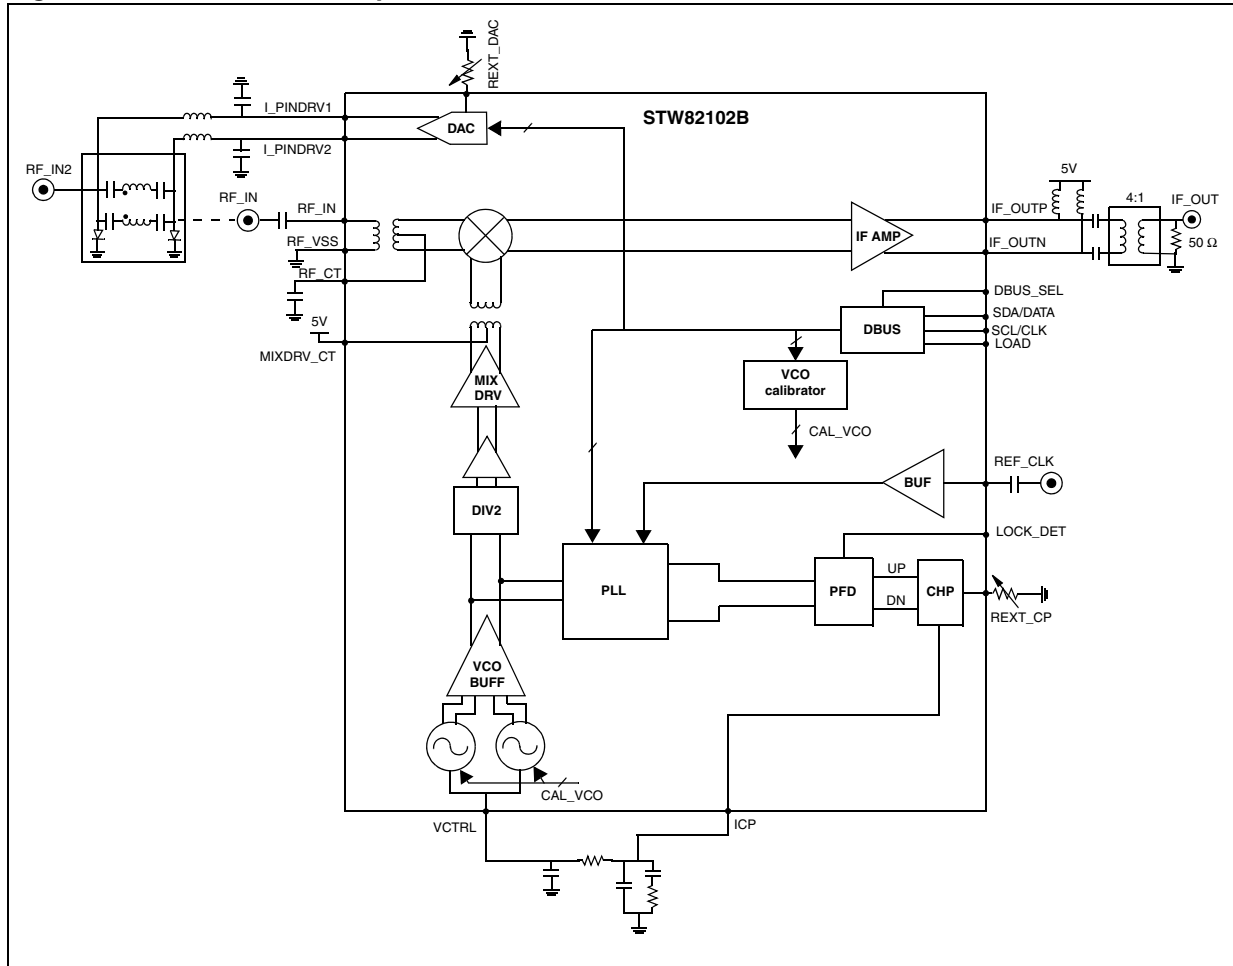 REXT_DAC
I_PINDRV1
STW82102B
DAC
I_PINDRV2
RF_IN2
5V
RF_IN
RF_IN
4:1
IF_OUT
IF_OUTP
IF AMP
50 Ω
RF_VSS
IF_OUTN
RF_CT
DBUS_SEL
5V
SDA/DATA
DBUS
SCL/CLK
LOAD
MIXDRV_CT
MIX
DRV
VCO
calibrator
CAL_VCO
REF_CLK
BUF
DIV2
LOCK_DET
PLL
PFD
UP
DN
CHP
REXT_CP
VCO
BUFF
CAL_VCO
VCTRL
ICP